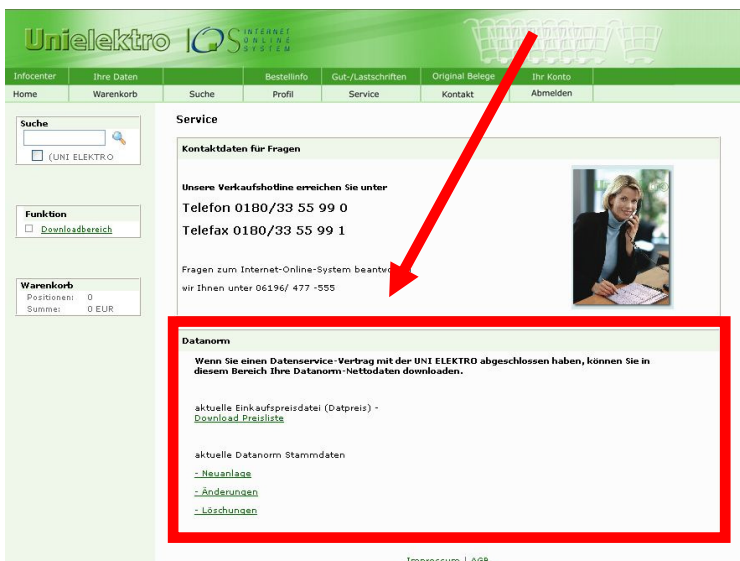 Unielektro IOS INTERNET
ONLINE
SYSTEM
Infocenter Ihre Daten Bestellinfo Gut-/Lastschriften Original Belege Ihr Konto
Home Warenkorb Suche Profil Service Kontakt Abmelden
Suche
(UNI ELEKTRO
Funktion
Downloadbereich
Warenkorb
Positionen: 0
Summe: 0 EUR
Service
Kontaktdaten für Fragen
Unsere Verkaufshotline erreichen Sie unter
Telefon 0180/33 55 99 0
Telefax 0180/33 55 99 1
Fragen zum Internet-Online-System beantwo
wir Ihnen unter 06196/ 477 -555
Datanorm
Wenn Sie einen Datenservice-Vertrag mit der UNI ELEKTRO abgeschlossen haben, können Sie in
diesem Bereich Ihre Datanorm-Nettodaten downloaden.
aktuelle Einkaufspreisdatei (Datpreis) -
Download Preisliste
aktuelle Datanorm Stammdaten
- Neuanlage
- Änderungen
- Löschungen
Impressum | AGB